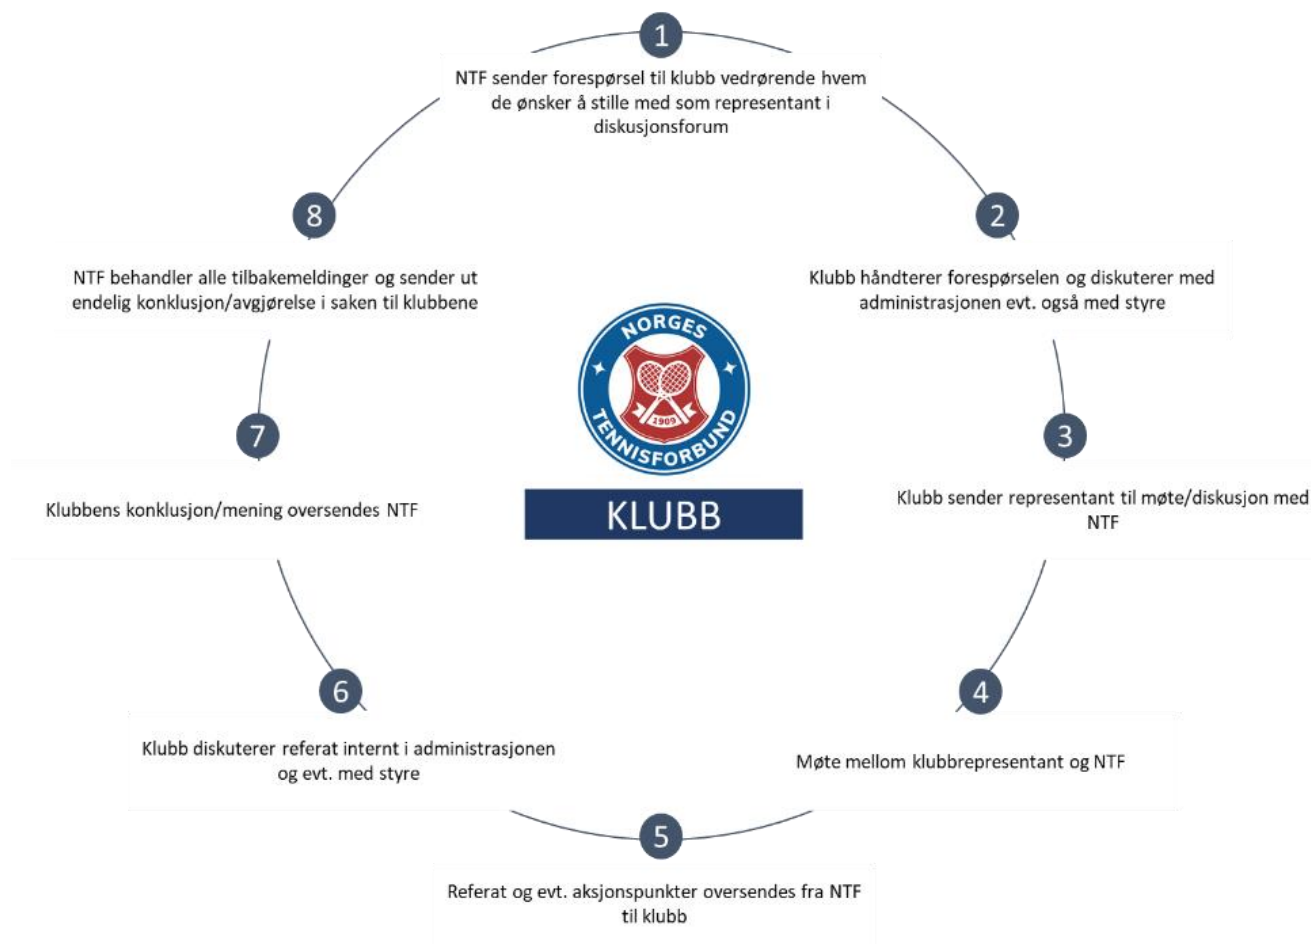 1
NTF sender forespørsel til klubb vedrørende hvem
de ønsker å stille med som representant i
diskusjonsforum
2
Klubb håndterer forespørselen og diskuterer med
administrasjonen evt. også med styre
3
Klubb sender representant til møte/diskusjon med
NTF
4
Møte mellom klubbrepresentant og NTF
5
Referat og evt. aksjonspunkter oversendes fra NTF
til klubb
6
Klubb diskuterer referat internt i administrasjonen
og evt. med styre
7
Klubbens konklusjon/mening oversendes NTF
8
NTF behandler alle tilbakemeldinger og sender ut
endelig konklusjon/avgjørelse i saken til klubbene
NORGES
TENNISFORBUND
1909
KLUBB